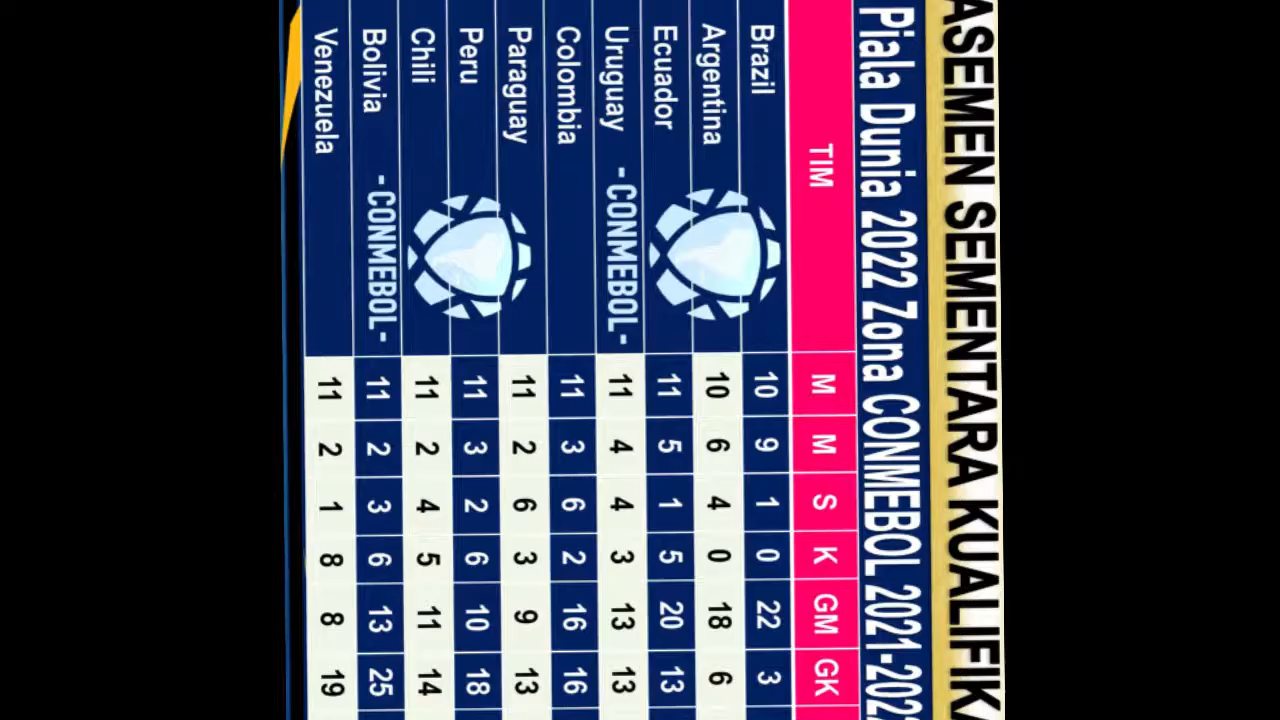 ASEMEN SEMENTARA KUALIFIK
Piala Dunia 2022 Zona CONMEBOL 2021-202
TIM M M S K GM GK
Brazil 10 9 1 0 22 3
Argentina 10 6 4 0 18 6
Ecuador 11 5 1 5 20 13
Uruguay 11 4 4 3 13 13
Colombia 11 3 6 2 16 16
Paraguay 11 2 6 3 9 13
Peru 11 3 2 6 10 18
Chili 11 2 4 5 11 14
Bolivia 11 2 3 6 13 25
Venezuela 11 2 1 8 8 19
-CONMEBOL-
-CONMEBOL-